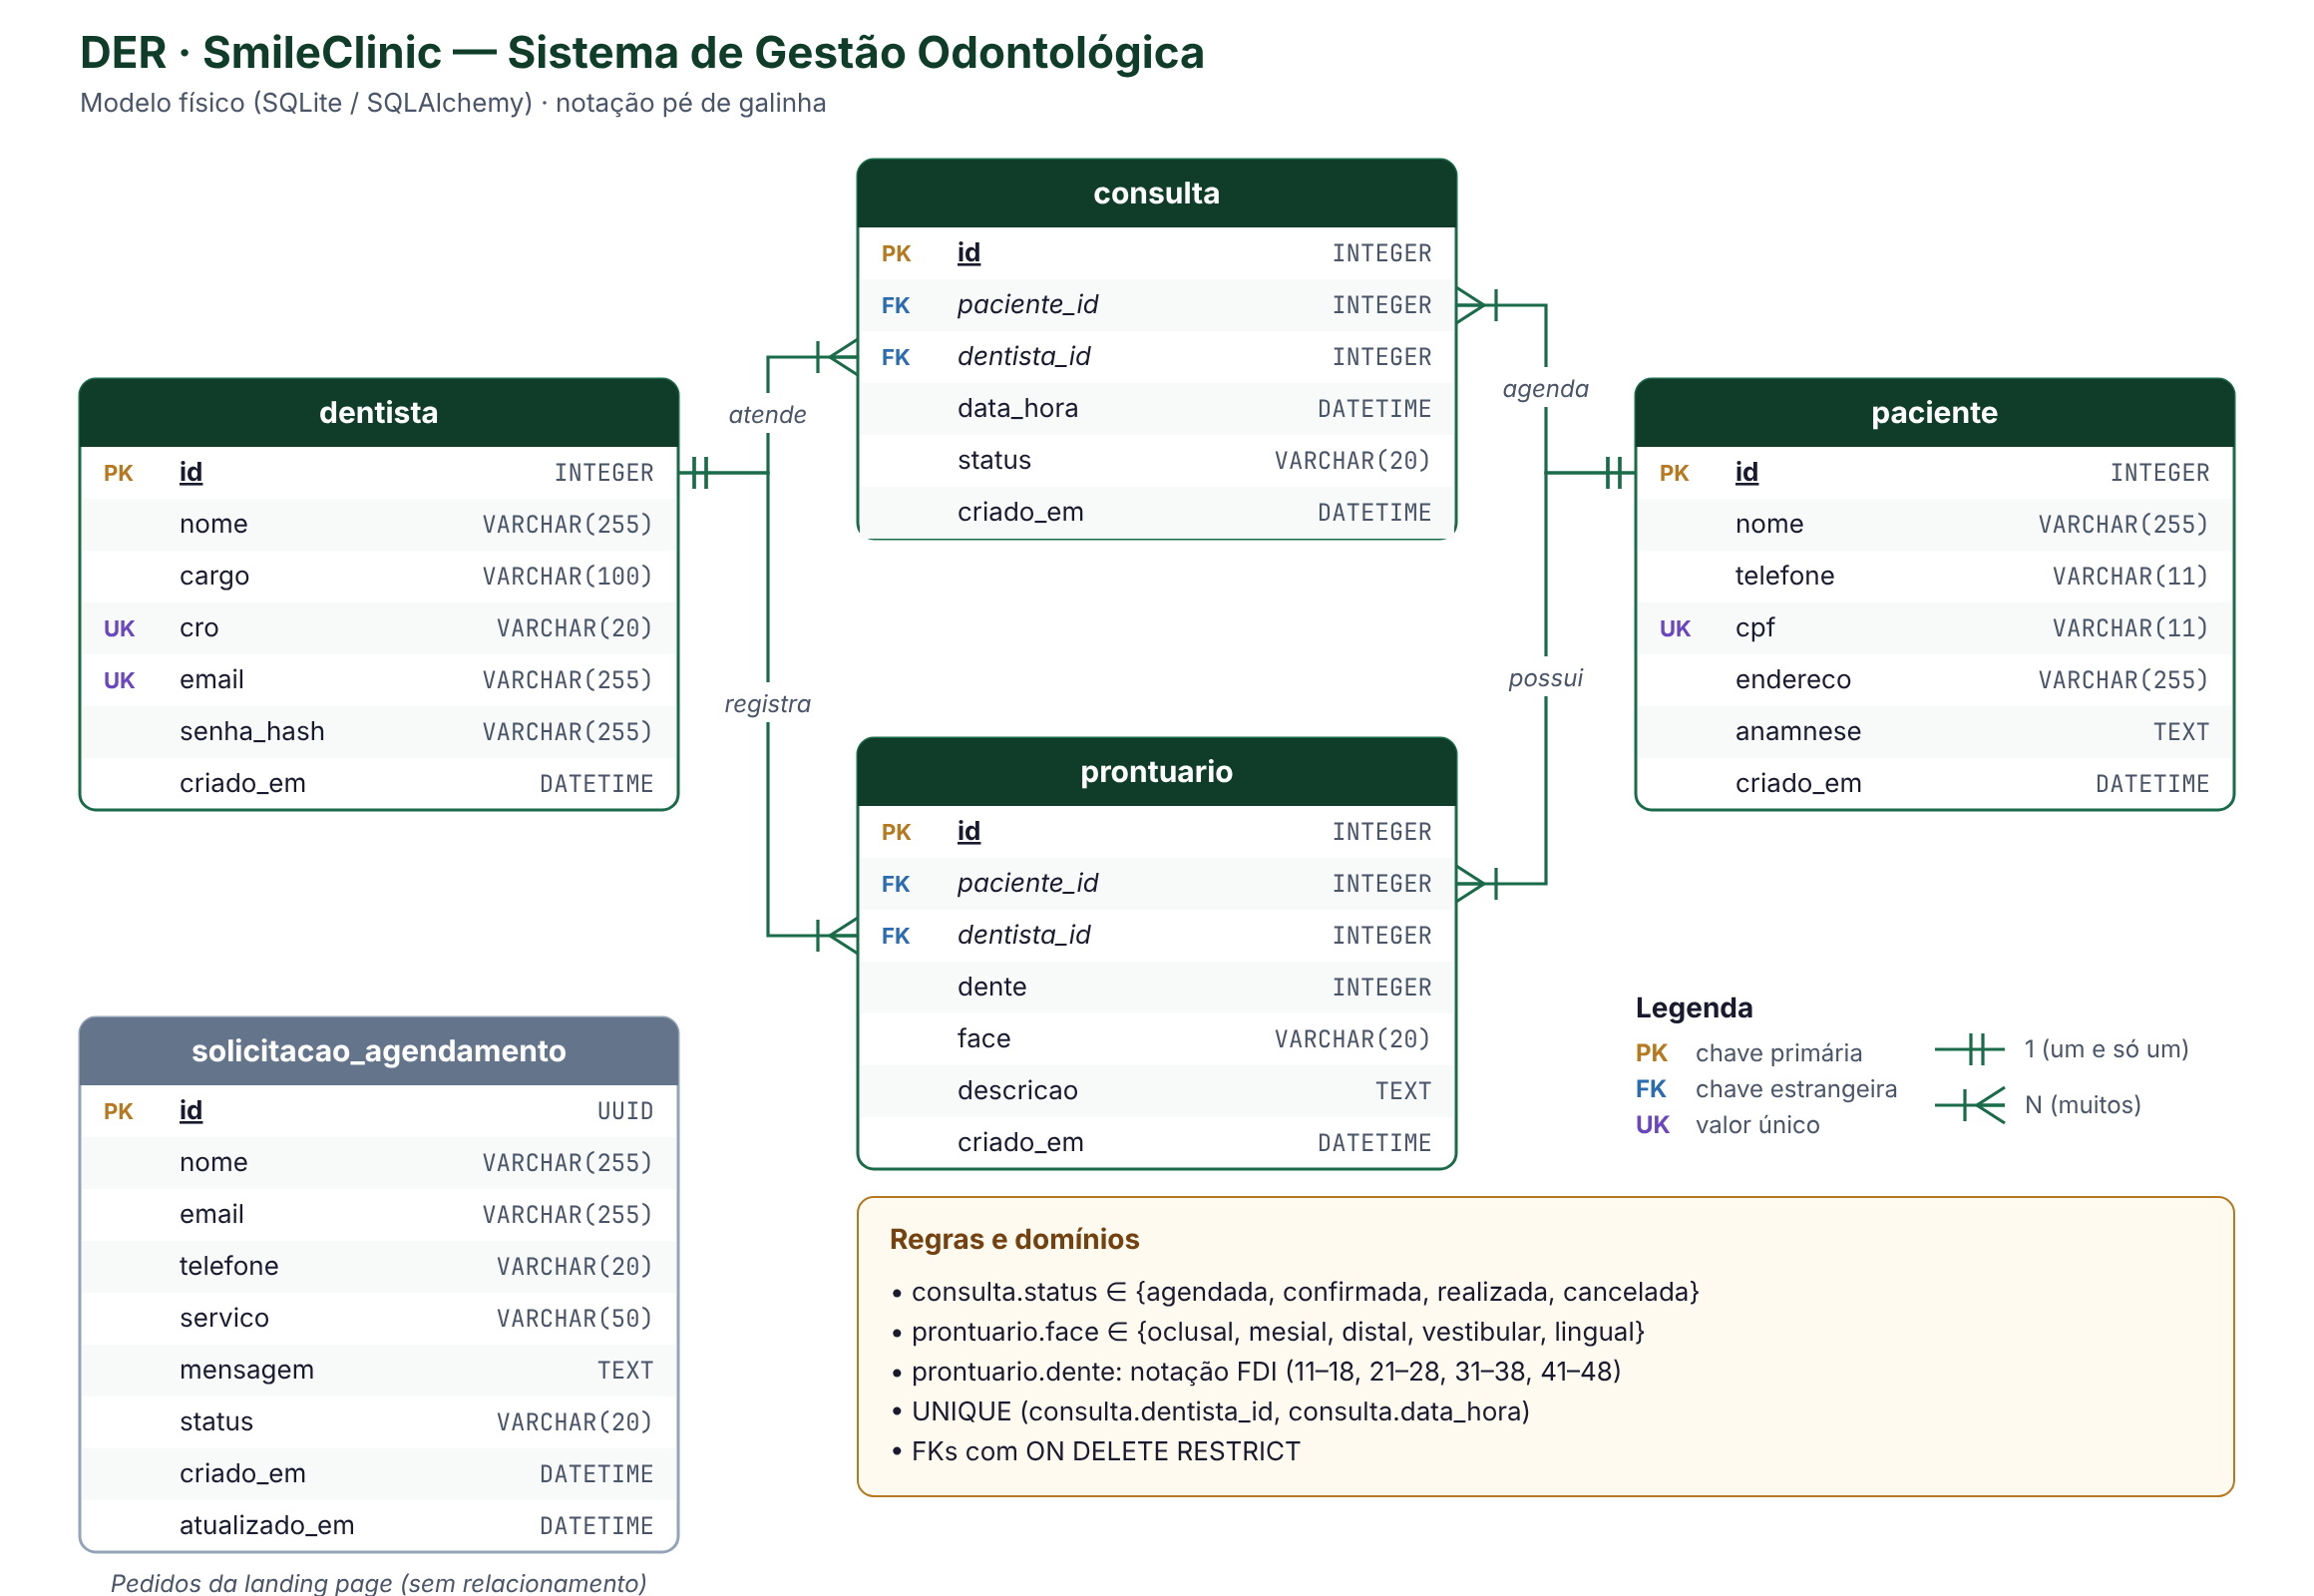 DER · SmileClinic — Sistema de Gestão Odontológica
Modelo físico (SQLite / SQLAlchemy) · notação pé de galinha
consulta
PK id INTEGER
FK paciente_id INTEGER
FK dentista_id INTEGER
data_hora DATETIME
status VARCHAR(20)
criado_em DATETIME
atende
agenda
dentista
PK id INTEGER
nome VARCHAR(255)
cargo VARCHAR(100)
UK cro VARCHAR(20)
UK email VARCHAR(255)
senha_hash VARCHAR(255)
criado_em DATETIME
paciente
PK id INTEGER
nome VARCHAR(255)
telefone VARCHAR(11)
UK cpf VARCHAR(11)
endereco VARCHAR(255)
anamnese TEXT
criado_em DATETIME
registra
possui
prontuario
PK id INTEGER
FK paciente_id INTEGER
FK dentista_id INTEGER
dente INTEGER
face VARCHAR(20)
descricao TEXT
criado_em DATETIME
solicitacao_agendamento
PK id UUID
nome VARCHAR(255)
email VARCHAR(255)
telefone VARCHAR(20)
servico VARCHAR(50)
mensagem TEXT
status VARCHAR(20)
criado_em DATETIME
atualizado_em DATETIME
Pedidos da landing page (sem relacionamento)
Legenda
PK chave primária
FK chave estrangeira
UK valor único
1 (um e só um)
N (muitos)
Regras e domínios
• consulta.status ∈ {agendada, confirmada, realizada, cancelada}
• prontuario.face ∈ {oclusal, mesial, distal, vestibular, lingual}
• prontuario.dente: notação FDI (11–18, 21–28, 31–38, 41–48)
• UNIQUE (consulta.dentista_id, consulta.data_hora)
• FKs com ON DELETE RESTRICT